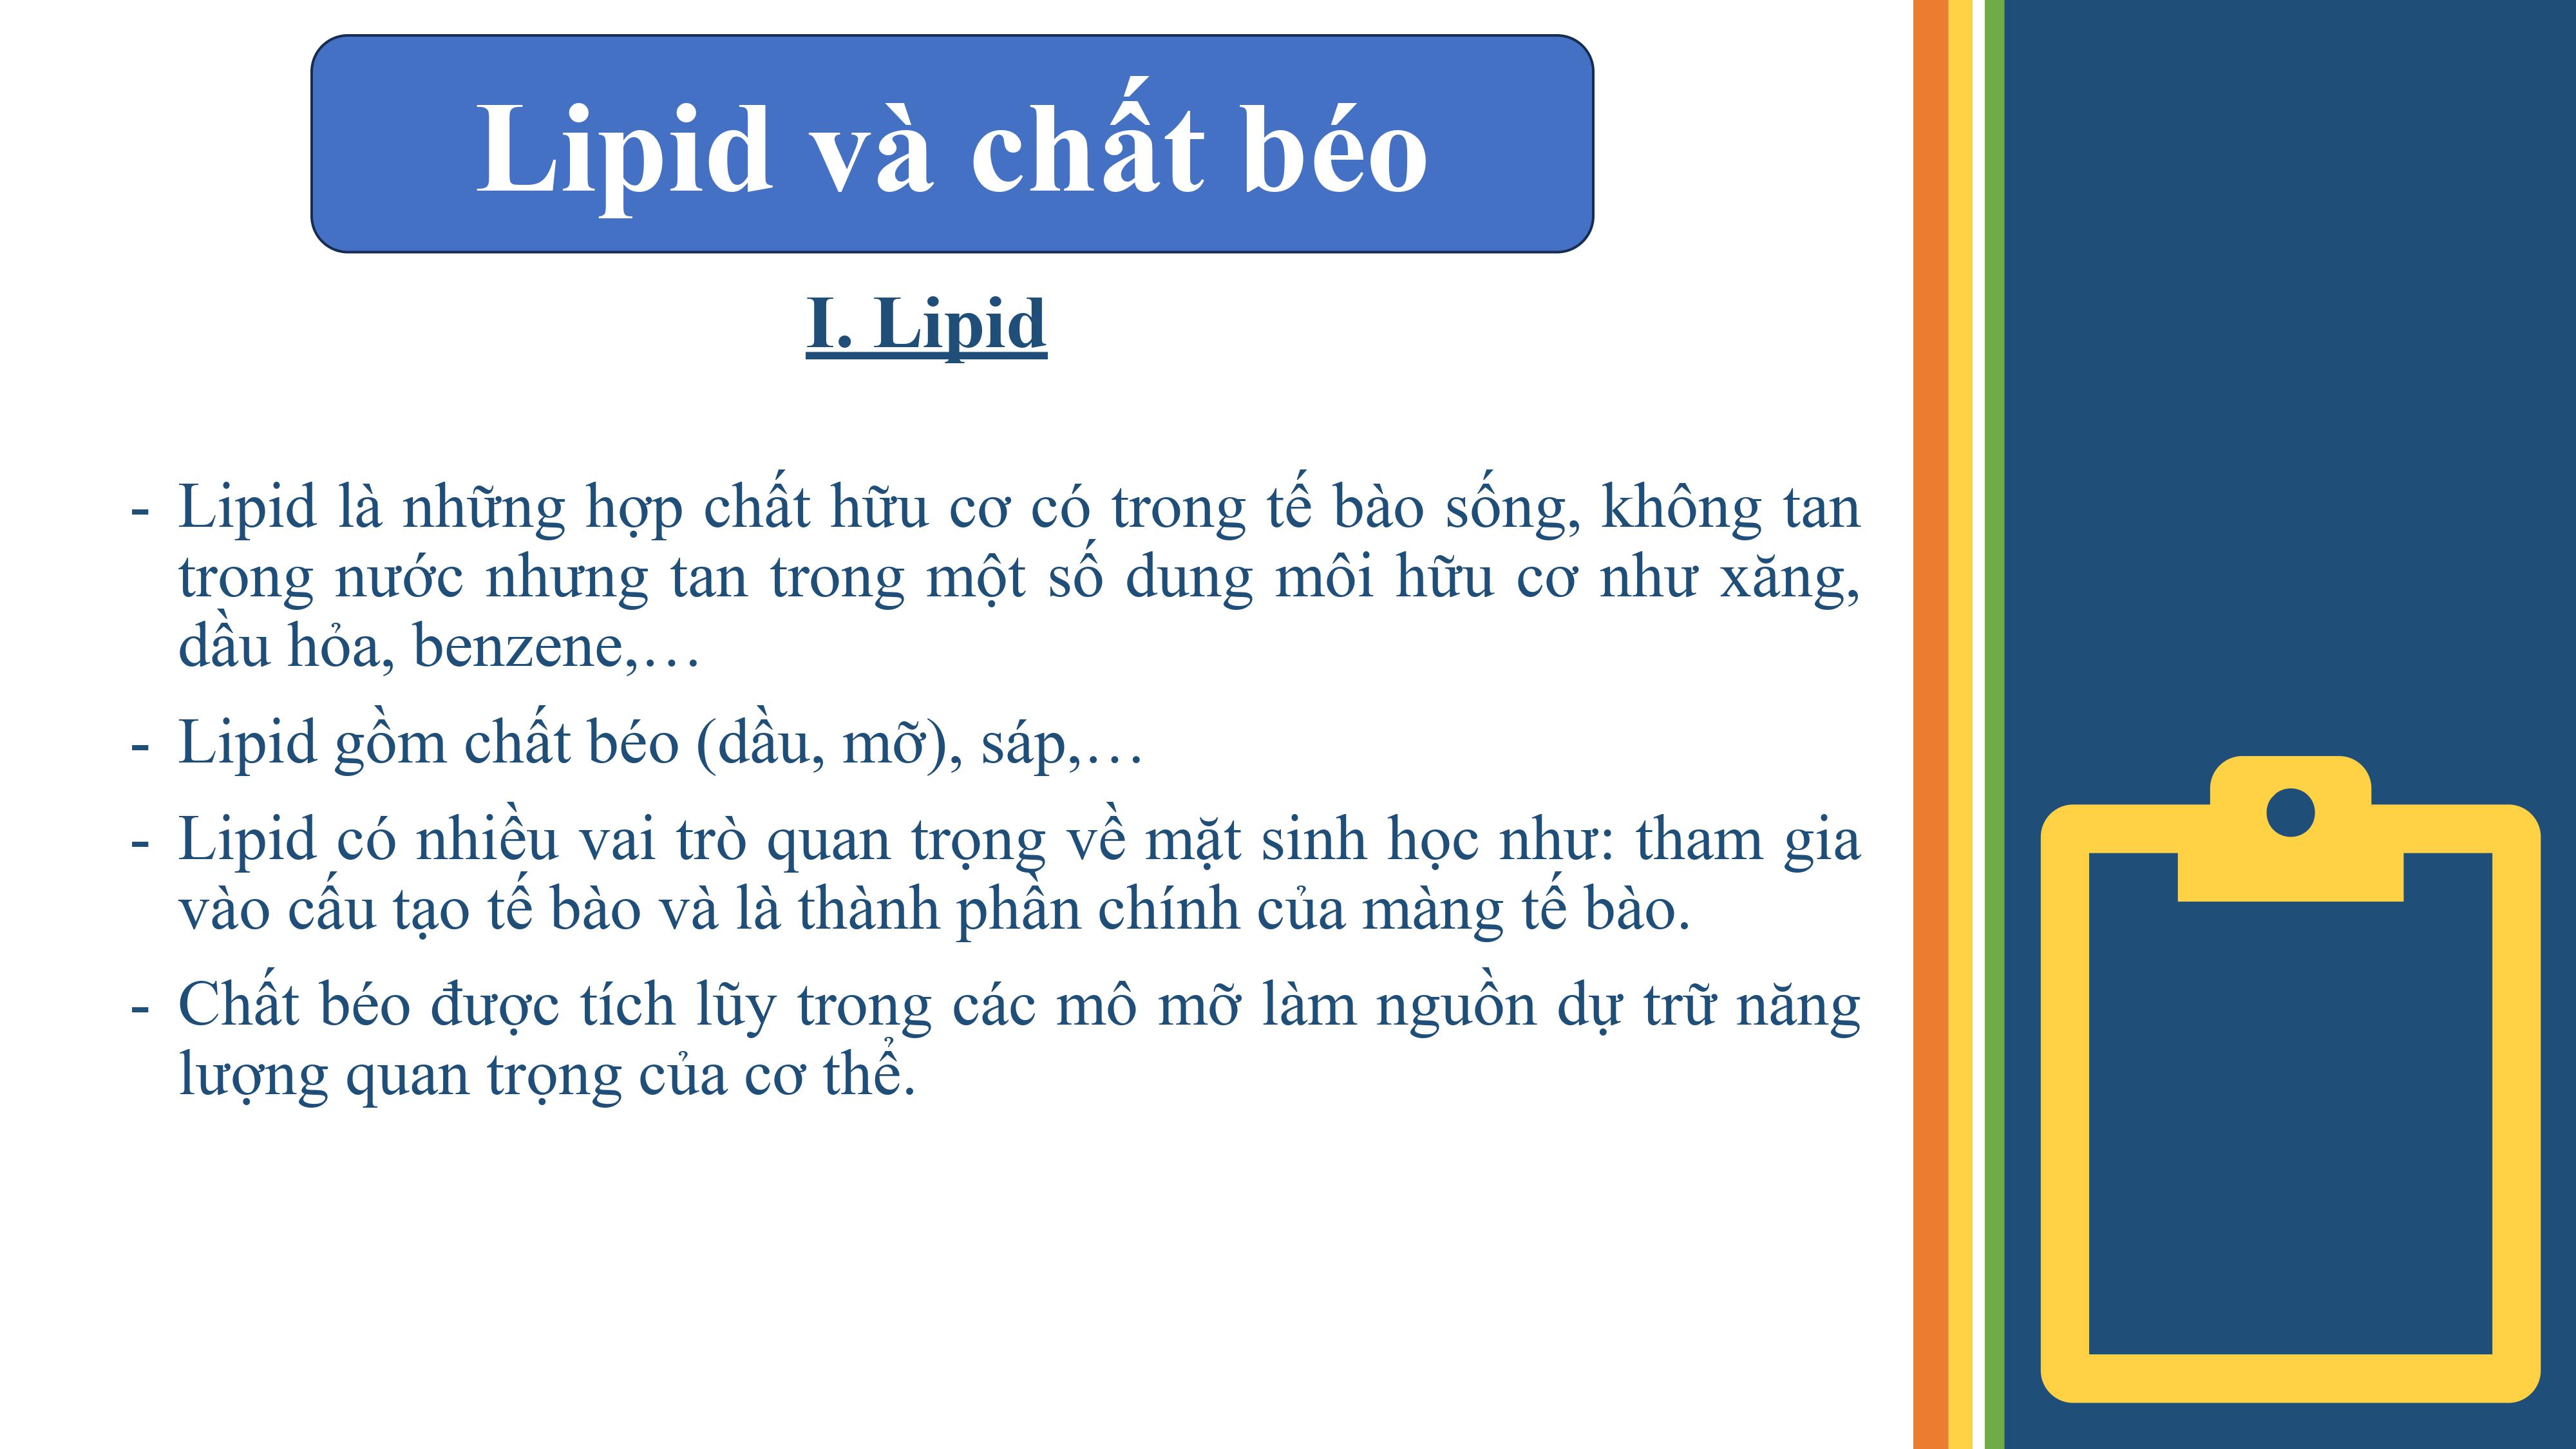 Lipid và chất béo
I. Lipid
- Lipid là những hợp chất hữu cơ có trong tế bào sống, không tan
trong nước nhưng tan trong một số dung môi hữu cơ như xăng,
dầu hỏa, benzene,…
- Lipid gồm chất béo (dầu, mỡ), sáp,…
- Lipid có nhiều vai trò quan trọng về mặt sinh học như: tham gia
vào cấu tạo tế bào và là thành phần chính của màng tế bào.
- Chất béo được tích lũy trong các mô mỡ làm nguồn dự trữ năng
lượng quan trọng của cơ thể.